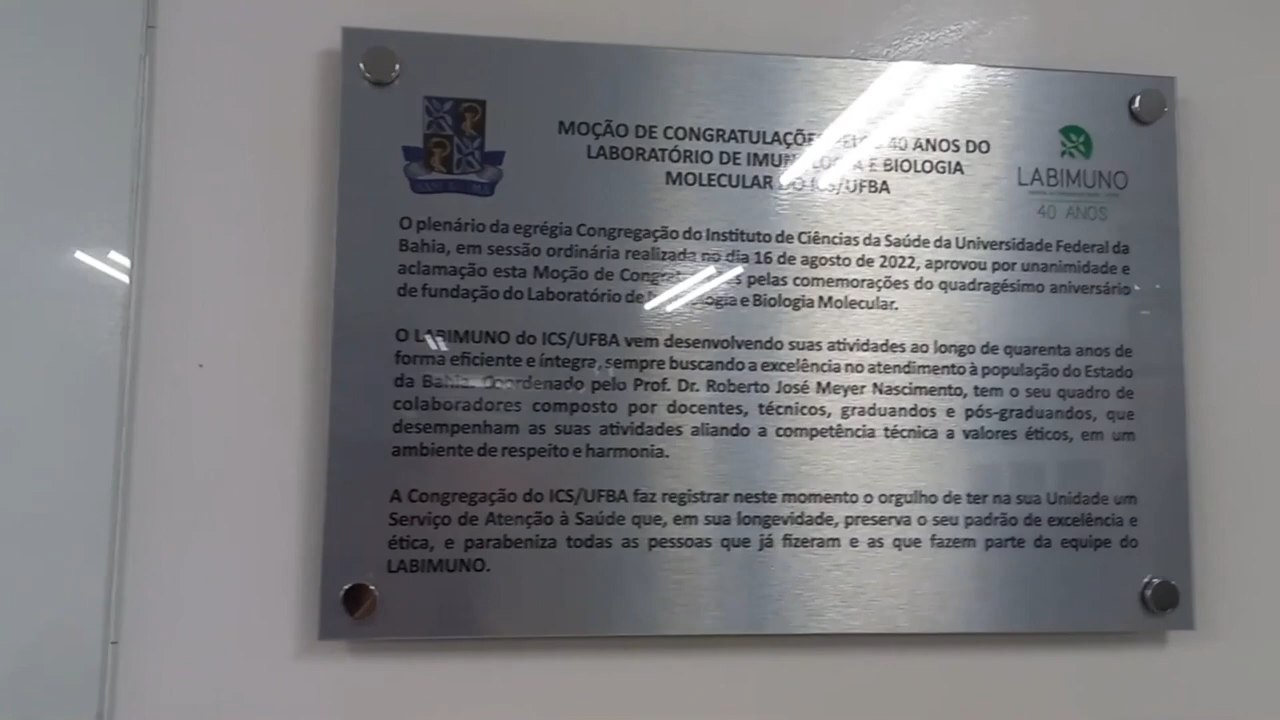 MOÇÃO DE CONGRATULAÇÕES 40 ANOS DO
LABORATÓRIO DE IMUNOLOGIA E BIOLOGIA
MOLECULAR DO ICS/UFBA
LABIMUNO
40 ANOS
O plenário da egrégia Congregação do Instituto de Ciências da Saúde da Universidade Federal da
Bahia, em sessão ordinária realizada no dia 16 de agosto de 2022, aprovou por unanimidade e
aclamação esta Moção de Congratulações pelas comemorações do quadragésimo aniversário
de fundação do Laboratório de Imunologia e Biologia Molecular.
O LABIMUNO do ICS/UFBA vem desenvolvendo suas atividades ao longo de quarenta anos de
forma eficiente e íntegra, sempre buscando a excelência no atendimento à população do Estado
da Bahia. Coordenado pelo Prof. Dr. Roberto José Meyer Nascimento, tem o seu quadro de
colaboradores composto por docentes, técnicos, graduandos e pós-graduandos, que
desempenham as suas atividades aliando a competência técnica a valores éticos, em um
ambiente de respeito e harmonia.
A Congregação do ICS/UFBA faz registrar neste momento o orgulho de ter na sua Unidade um
Serviço de Atenção à Saúde que, em sua longevidade, preserva o seu padrão de excelência e
ética, e parabeniza todas as pessoas que já fizeram e as que fazem parte da equipe do
LABIMUNO.